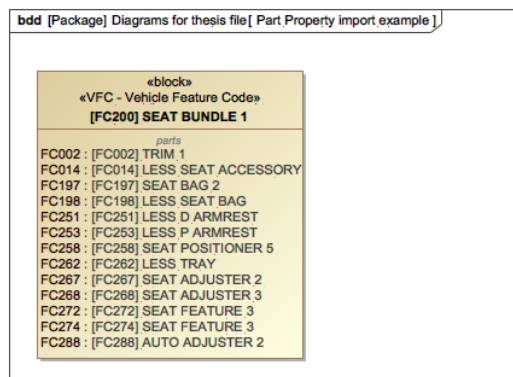 bdd [Package] Diagrams for thesis file[ Part Property import example ]
«block»
«VFC - Vehicle Feature Code»
[FC200] SEAT BUNDLE 1
parts
FC002 : [FC002] TRIM 1
FC014 : [FC014] LESS SEAT ACCESSORY
FC197 : [FC197] SEAT BAG 2
FC198 : [FC198] LESS SEAT BAG
FC251 : [FC251] LESS D ARMREST
FC253 : [FC253] LESS P ARMREST
FC258 : [FC258] SEAT POSITIONER 5
FC262 : [FC262] LESS TRAY
FC267 : [FC267] SEAT ADJUSTER 2
FC268 : [FC268] SEAT ADJUSTER 3
FC272 : [FC272] SEAT FEATURE 3
FC274 : [FC274] SEAT FEATURE 3
FC288 : [FC288] AUTO ADJUSTER 2